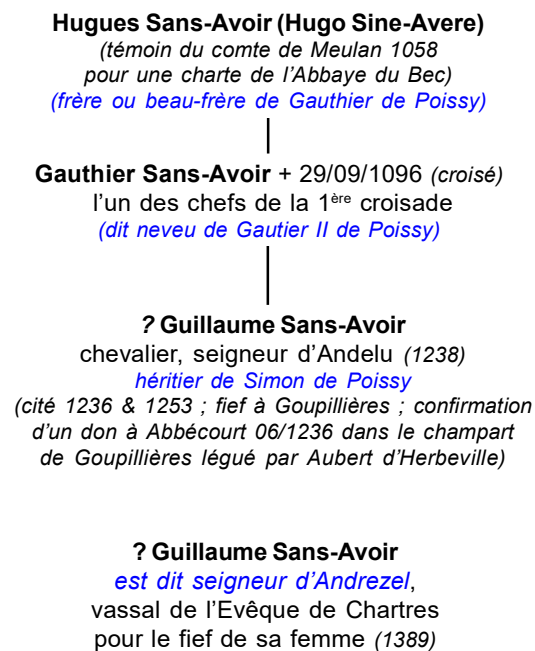 Hugues Sans-Avoir (Hugo Sine-Avere)
(témoin du comte de Meulan 1058
pour une charte de l'Abbaye du Bec)
(frère ou beau-frère de Gauthier de Poissy)
Gauthier Sans-Avoir + 29/09/1096 (croisé)
l'un des chefs de la 1ère croisade
(dit neveu de Gautier II de Poissy)
? Guillaume Sans-Avoir
chevalier, seigneur d'Andelu (1238)
héritier de Simon de Poissy
(cité 1236 & 1253 ; fief à Goupillières ; confirmation
d'un don à Abbécourt 06/1236 dans le champart
de Goupillières légué par Aubert d'Herbeville)
? Guillaume Sans-Avoir
est dit seigneur d'Andrezel,
vassal de l'Evêque de Chartres
pour le fief de sa femme (1389)